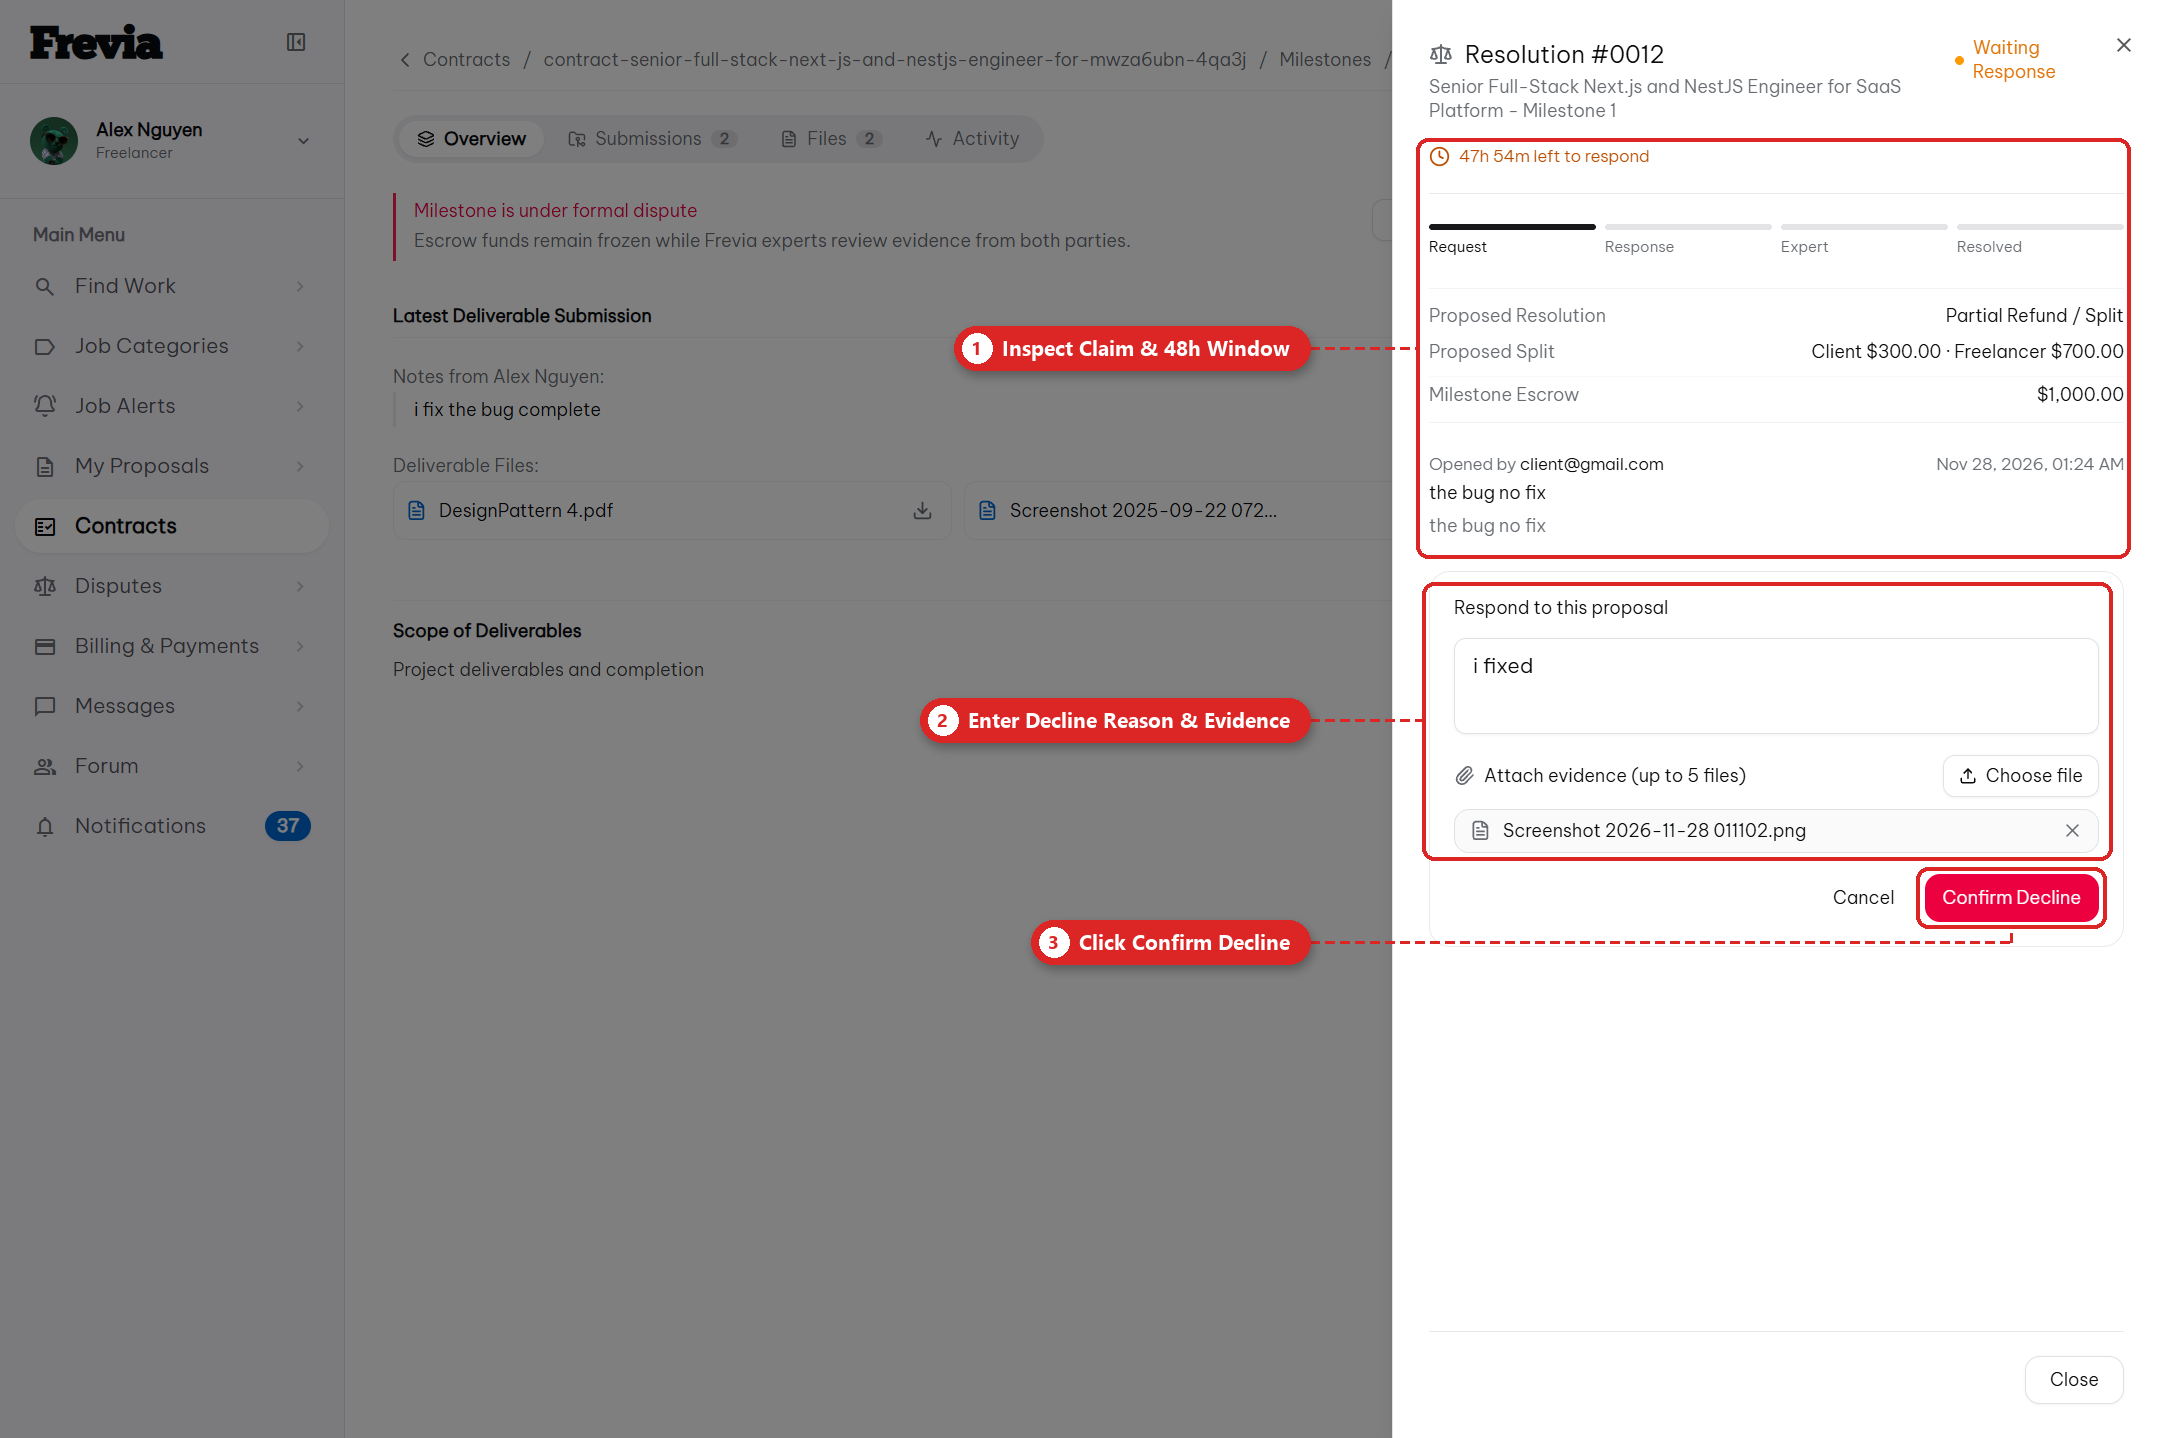 Frevia
Alex Nguyen
Freelancer
Main Menu
Find Work
Job Categories
Job Alerts
My Proposals
Contracts
Disputes
Billing & Payments
Messages
Forum
Notifications 37
Contracts / contract-senior-full-stack-next-js-and-nestjs-engineer-for-mwza6ubn-4qa3j / Milestones /
Overview Submissions 2 Files 2 Activity
Milestone is under formal dispute
Escrow funds remain frozen while Frevia experts review evidence from both parties.
Latest Deliverable Submission
Notes from Alex Nguyen:
i fix the bug complete
Deliverable Files:
DesignPattern 4.pdf
Screenshot 2025-09-22 072...
Scope of Deliverables
Project deliverables and completion
1 Inspect Claim & 48h Window
2 Enter Decline Reason & Evidence
3 Click Confirm Decline
Resolution #0012
Waiting
Response
Senior Full-Stack Next.js and NestJS Engineer for SaaS
Platform - Milestone 1
47h 54m left to respond
Request Response Expert Resolved
Proposed Resolution Partial Refund / Split
Proposed Split Client $300.00 · Freelancer $700.00
Milestone Escrow $1,000.00
Opened by client@gmail.com Nov 28, 2026, 01:24 AM
the bug no fix
the bug no fix
Respond to this proposal
i fixed
Attach evidence (up to 5 files) Choose file
Screenshot 2026-11-28 011102.png
Cancel Confirm Decline
Close